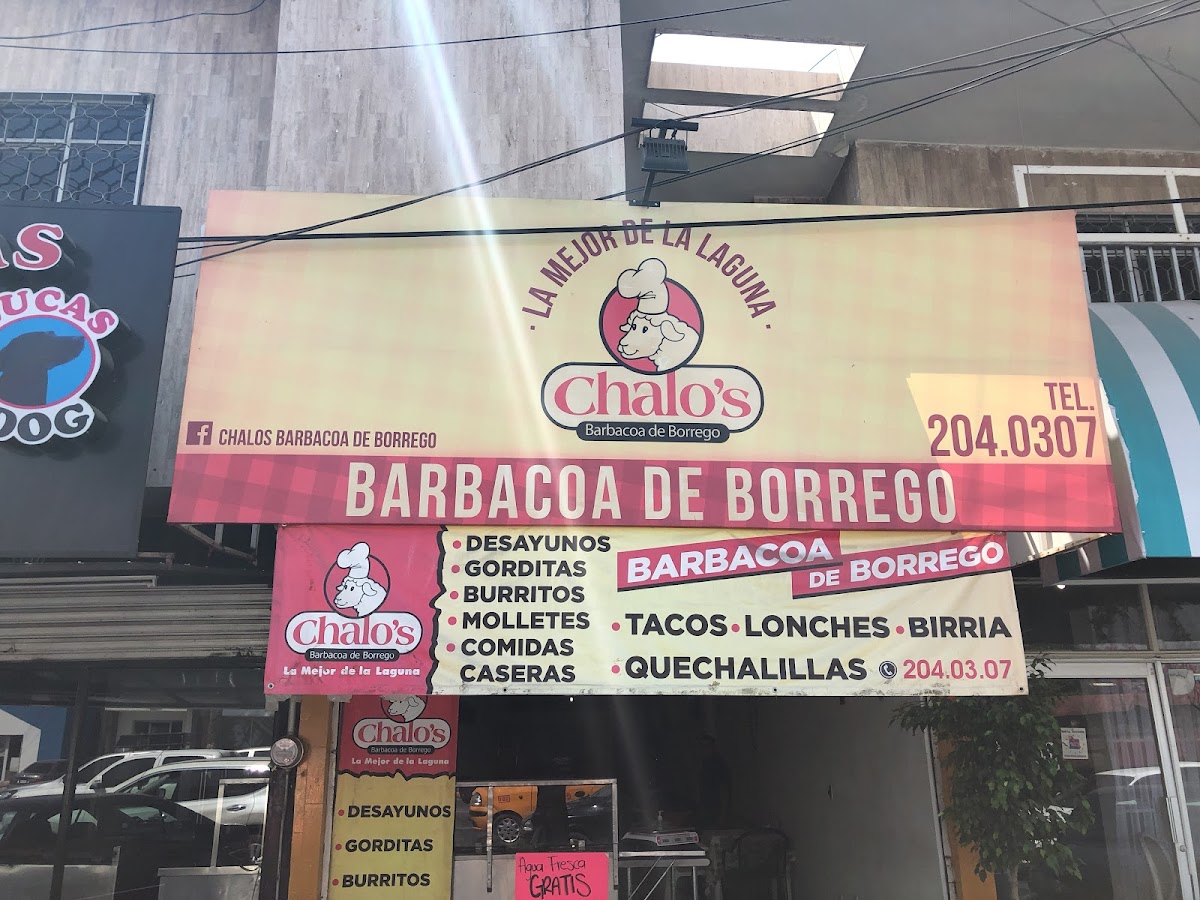 AS
UCAS
DOG
· LA MEJOR DE LA LAGUNA ·
Chalo's
Barbacoa de Borrego
f CHALOS BARBACOA DE BORREGO
TEL.
204.0307
BARBACOA DE BORREGO
Chalo's
Barbacoa de Borrego
La Mejor de la Laguna
• DESAYUNOS
• GORDITAS
• BURRITOS
• MOLLETES
• COMIDAS
CASERAS
BARBACOA
DE BORREGO
• TACOS • LONCHES • BIRRIA
• QUECHALILLAS 204.03.07
Chalo's
Barbacoa de Borrego
La Mejor de la Laguna
• DESAYUNOS
• GORDITAS
• BURRITOS
Agua Fresca
GRATIS